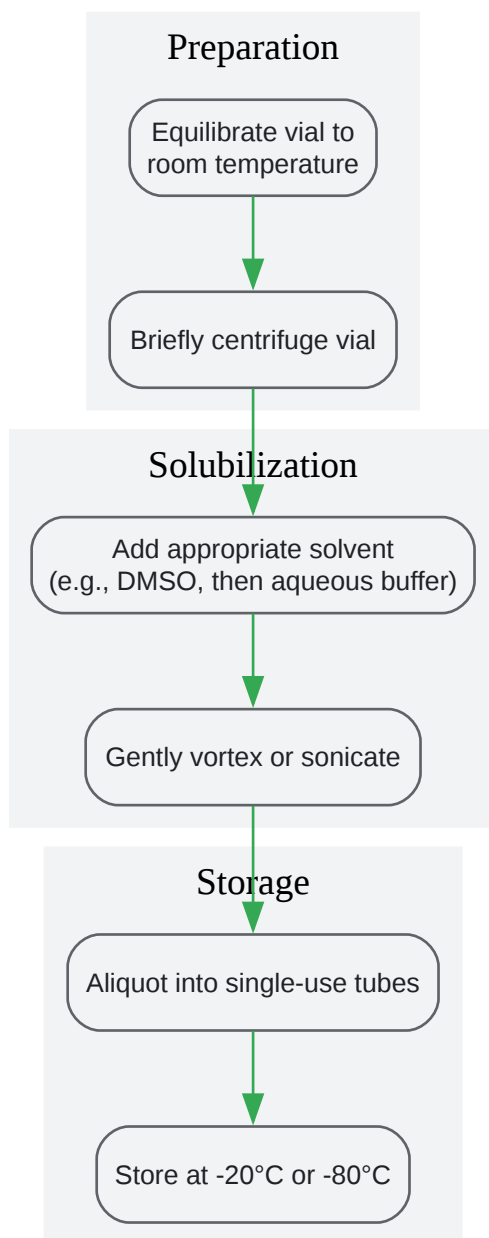 Preparation
Equilibrate vial to
room temperature
Briefly centrifuge vial
Solubilization
Add appropriate solvent
(e.g., DMSO, then aqueous buffer)
Gently vortex or sonicate
Storage
Aliquot into single-use tubes
Store at -20°C or -80°C